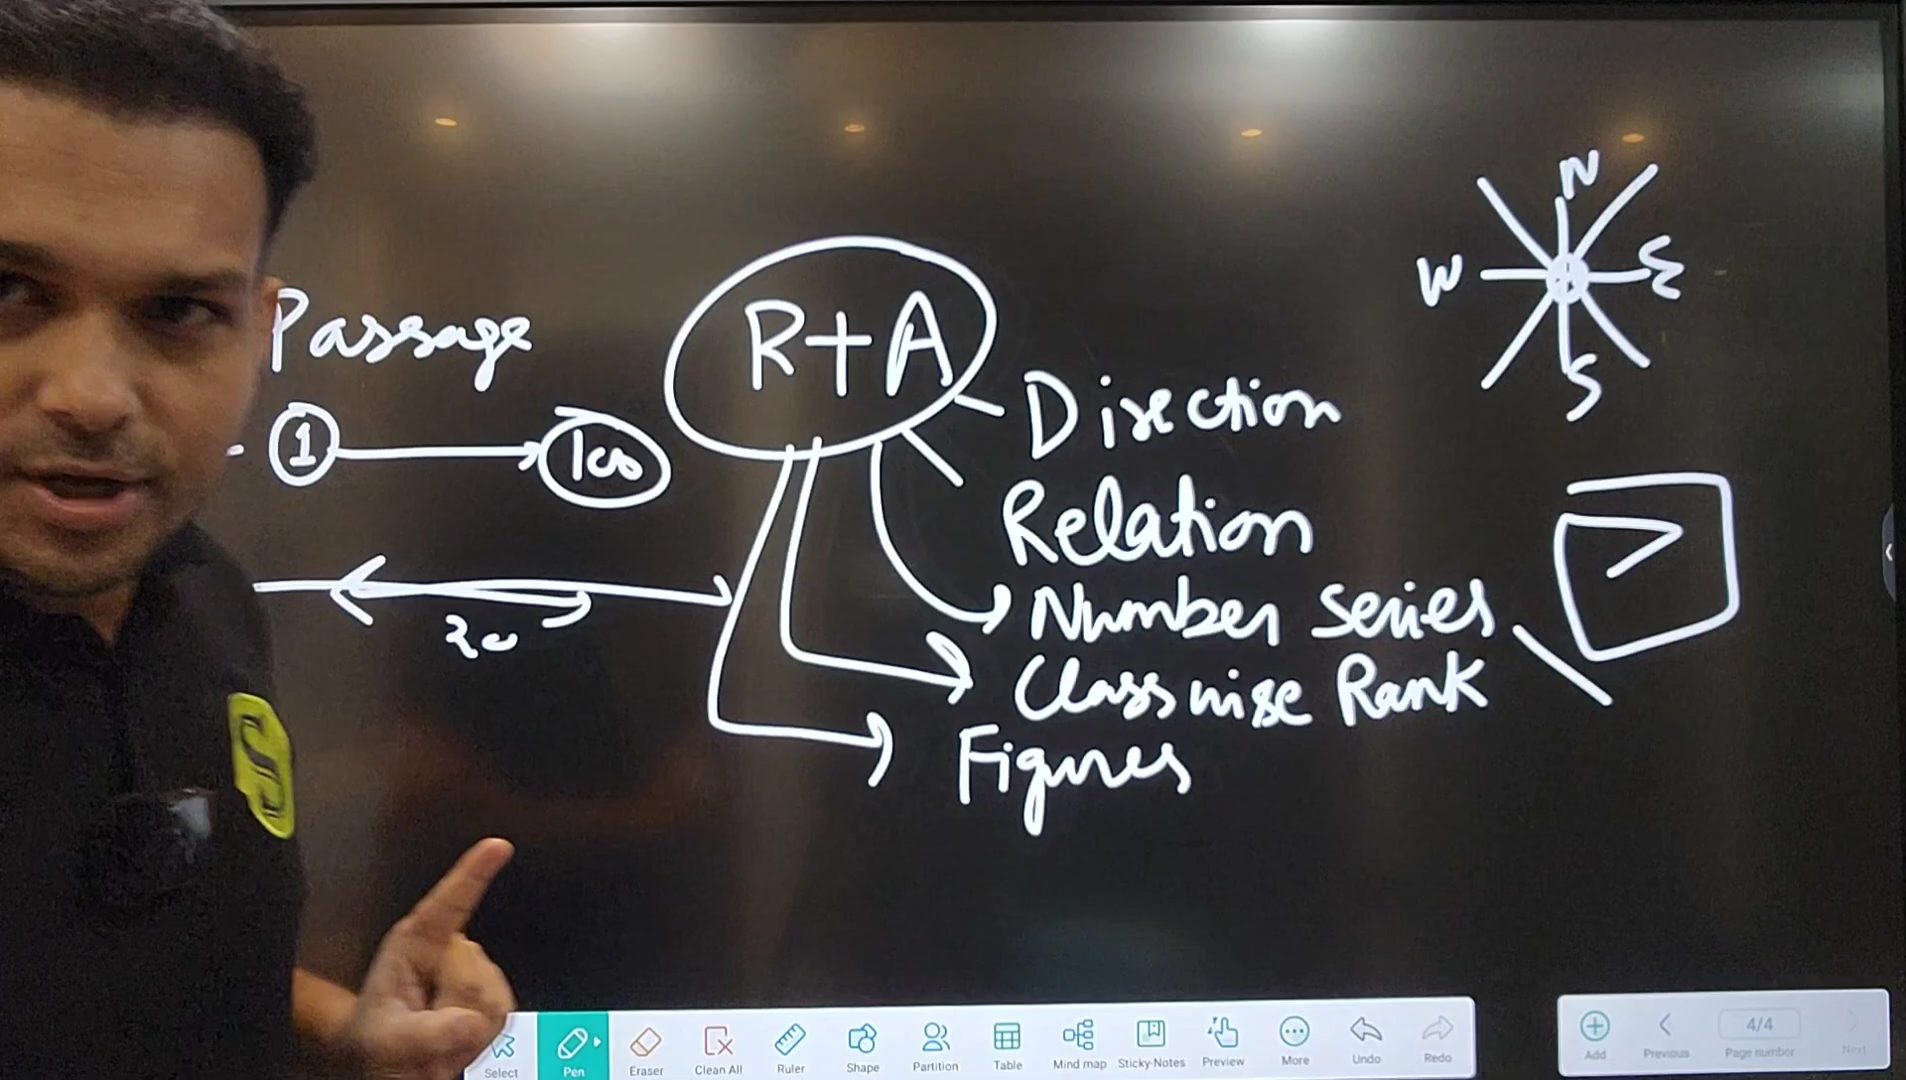 N
W E
S
Passage
R+A
1 100
Direction
Relation
20
Number Series
Classwise Rank
Figures
S
Select Pen Eraser Clean All Ruler Shape Partition Table Mind map Sticky-Notes Preview More Undo Redo
Add Previous 4/4 Page number Next